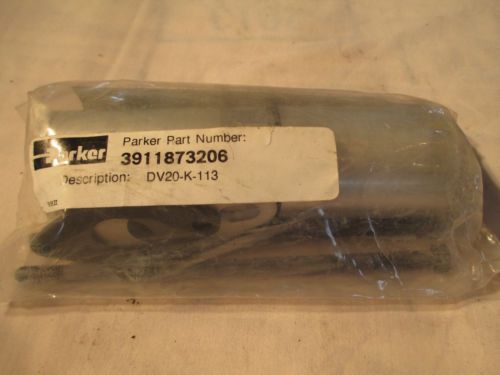 Parker
Parker Part Number:
3911873206
Description: DV20-K-113